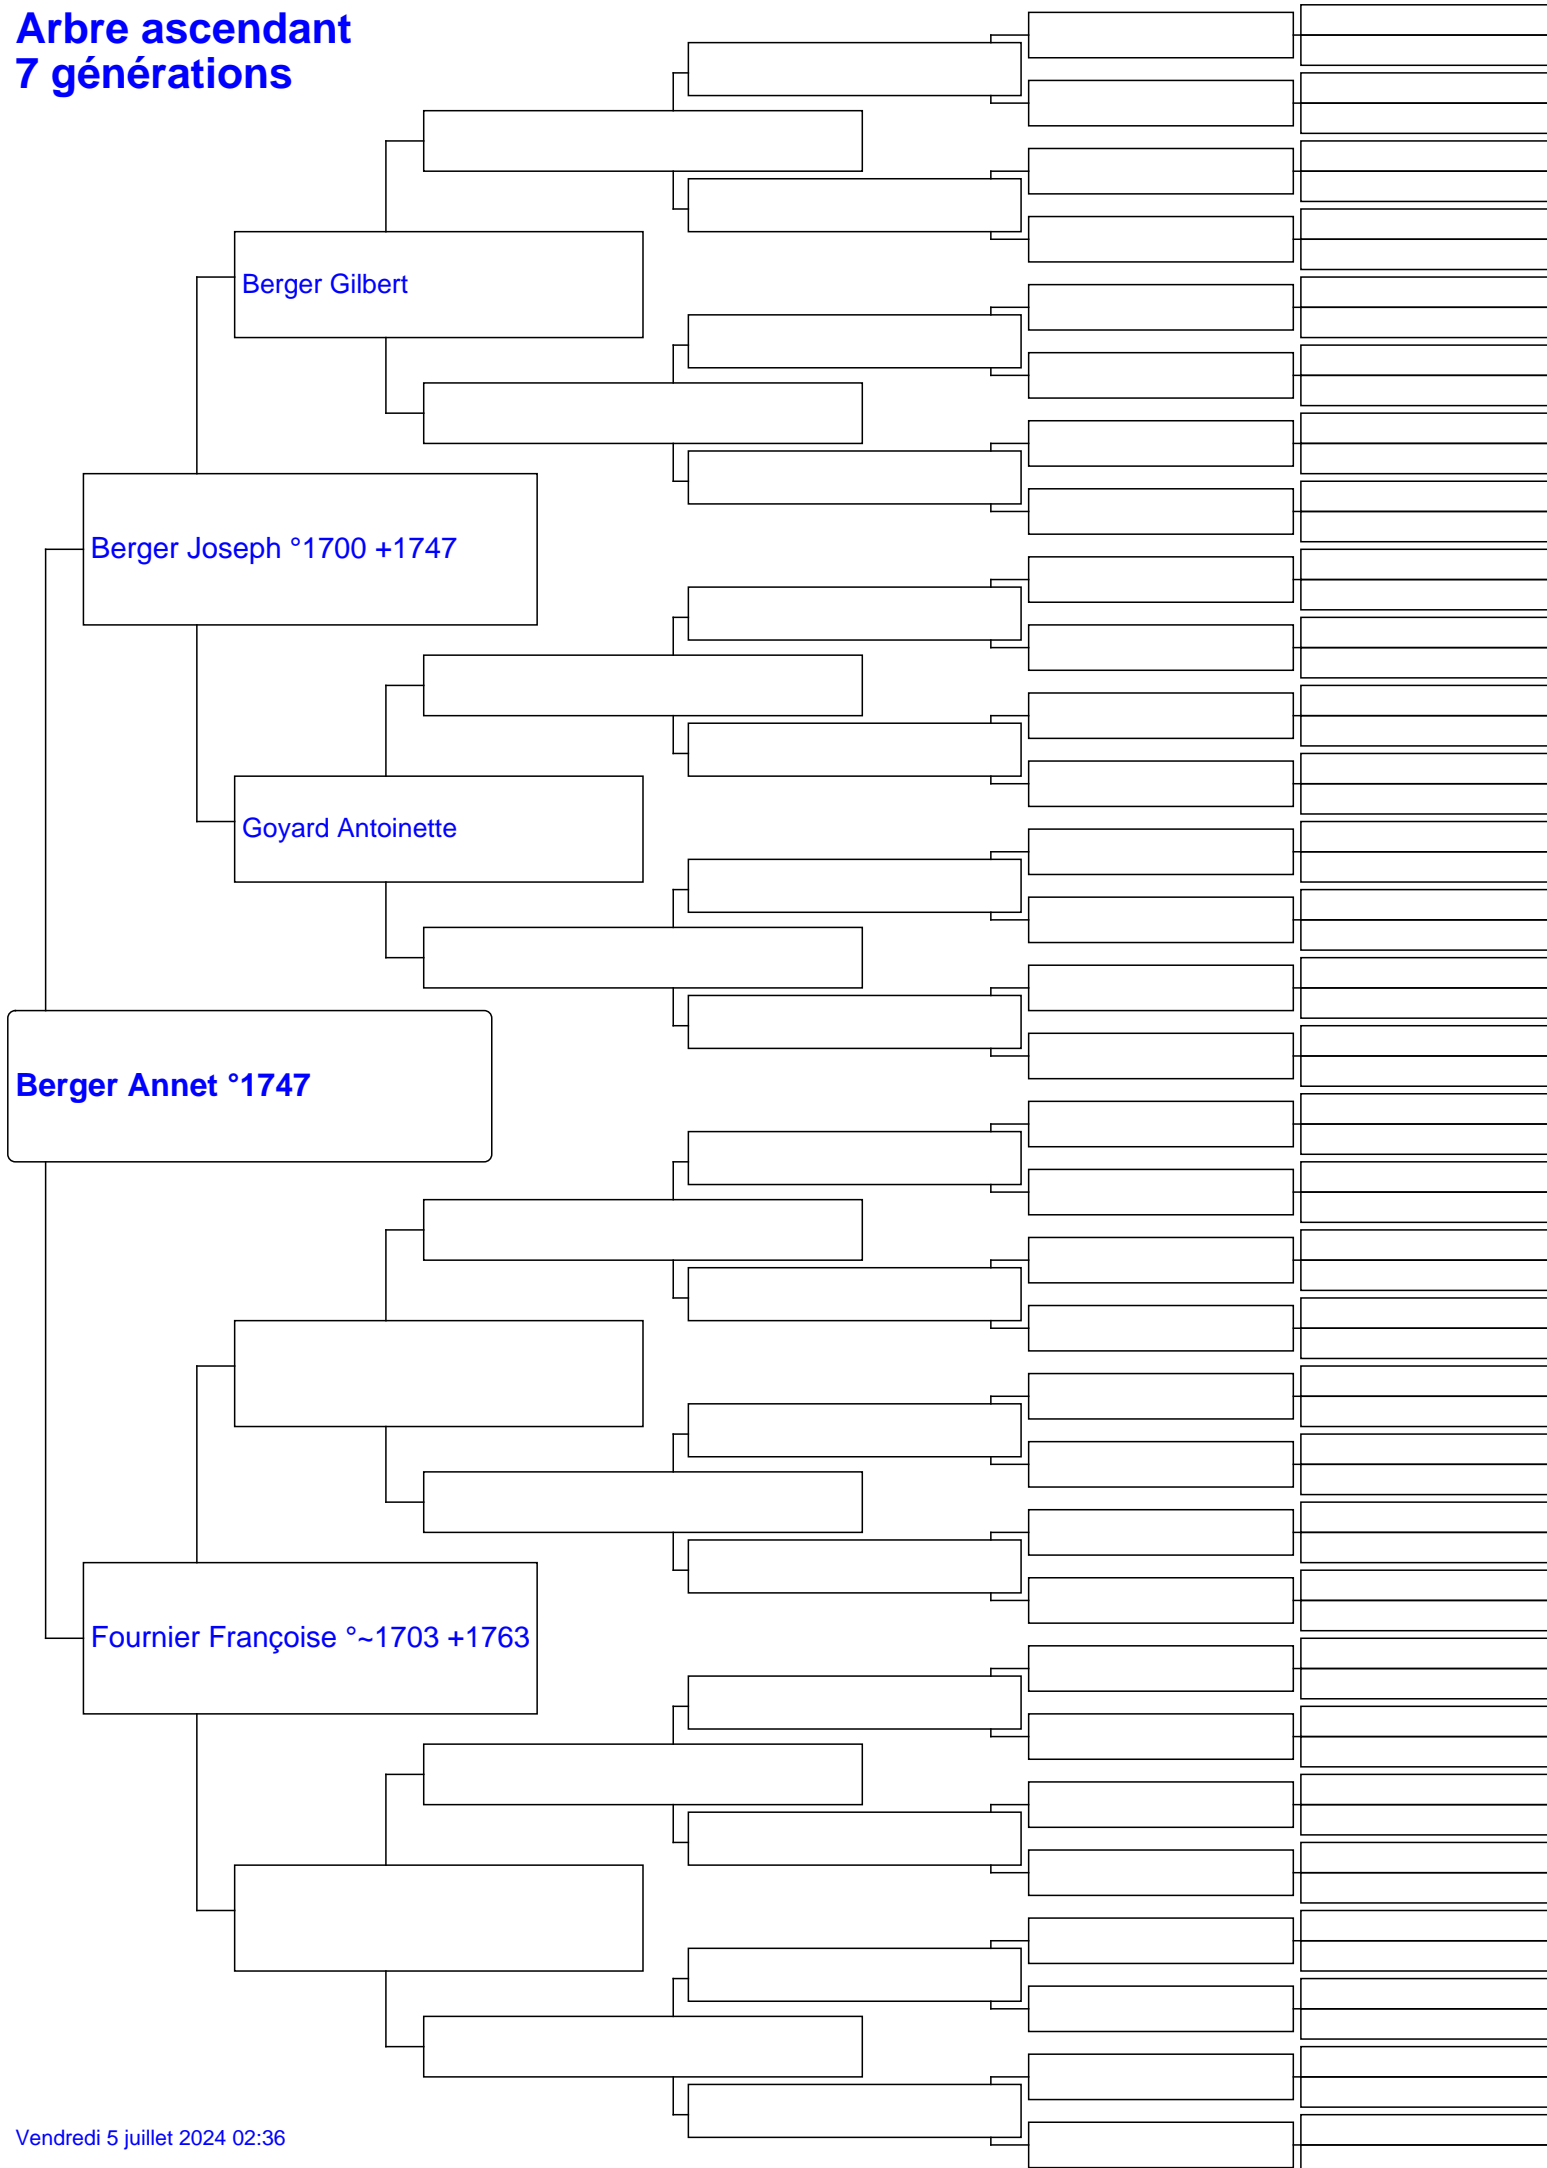 Arbre ascendant
7 générations
Berger Gilbert
Berger Joseph °1700 +1747
Goyard Antoinette
Berger Annet °1747
Fournier Françoise °~1703 +1763
Vendredi 5 juillet 2024 02:36